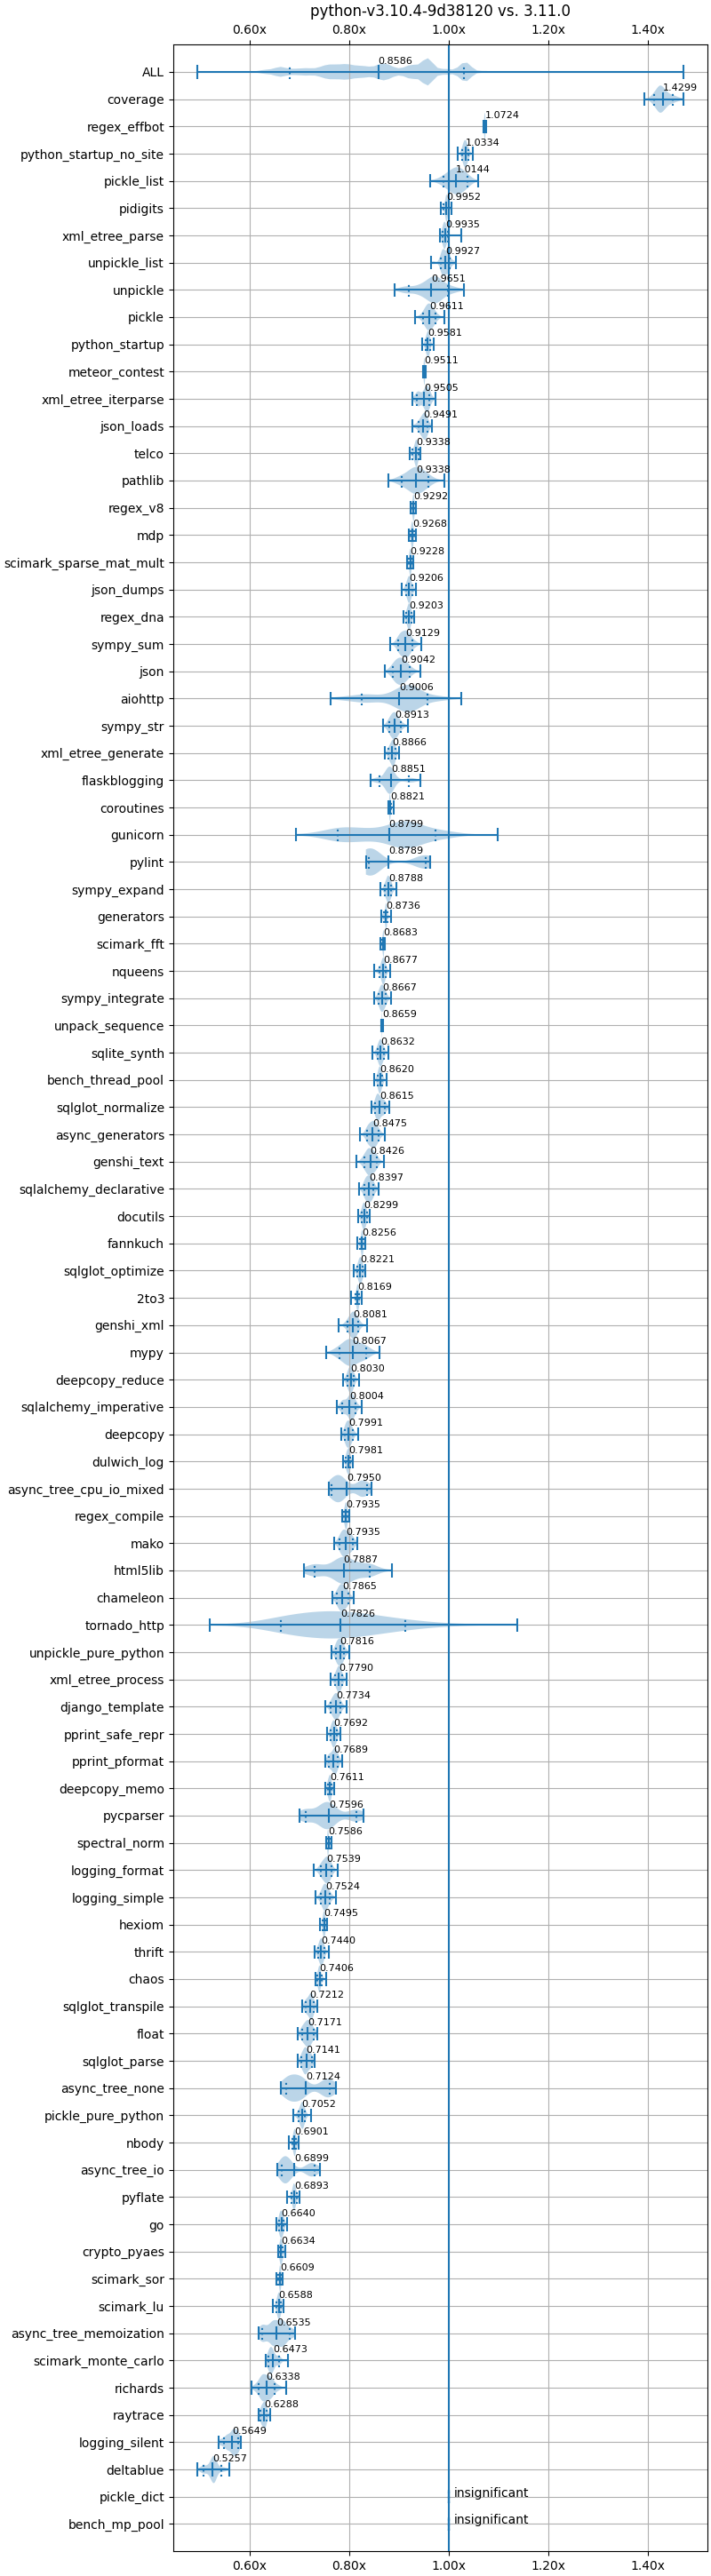 python-v3.10.4-9d38120 vs. 3.11.0
0.60x 0.80x 1.00x 1.20x 1.40x
ALL 0.8586
coverage 1.4299
regex_effbot 1.0724
python_startup_no_site 1.0334
pickle_list 1.0144
pidigits 0.9952
xml_etree_parse 0.9935
unpickle_list 0.9927
unpickle 0.9651
pickle 0.9611
python_startup 0.9581
meteor_contest 0.9511
xml_etree_iterparse 0.9505
json_loads 0.9491
telco 0.9338
pathlib 0.9338
regex_v8 0.9292
mdp 0.9268
scimark_sparse_mat_mult 0.9228
json_dumps 0.9206
regex_dna 0.9203
sympy_sum 0.9129
json 0.9042
aiohttp 0.9006
sympy_str 0.8913
xml_etree_generate 0.8866
flaskblogging 0.8851
coroutines 0.8821
gunicorn 0.8799
pylint 0.8789
sympy_expand 0.8788
generators 0.8736
scimark_fft 0.8683
nqueens 0.8677
sympy_integrate 0.8667
unpack_sequence 0.8659
sqlite_synth 0.8632
bench_thread_pool 0.8620
sqlglot_normalize 0.8615
async_generators 0.8475
genshi_text 0.8426
sqlalchemy_declarative 0.8397
docutils 0.8299
fannkuch 0.8256
sqlglot_optimize 0.8221
2to3 0.8169
genshi_xml 0.8081
mypy 0.8067
deepcopy_reduce 0.8030
sqlalchemy_imperative 0.8004
deepcopy 0.7991
dulwich_log 0.7981
async_tree_cpu_io_mixed 0.7950
regex_compile 0.7935
mako 0.7935
html5lib 0.7887
chameleon 0.7865
tornado_http 0.7826
unpickle_pure_python 0.7816
xml_etree_process 0.7790
django_template 0.7734
pprint_safe_repr 0.7692
pprint_pformat 0.7689
deepcopy_memo 0.7611
pycparser 0.7596
spectral_norm 0.7586
logging_format 0.7539
logging_simple 0.7524
hexiom 0.7495
thrift 0.7440
chaos 0.7406
sqlglot_transpile 0.7212
float 0.7171
sqlglot_parse 0.7141
async_tree_none 0.7124
pickle_pure_python 0.7052
nbody 0.6901
async_tree_io 0.6899
pyflate 0.6893
go 0.6640
crypto_pyaes 0.6634
scimark_sor 0.6609
scimark_lu 0.6588
async_tree_memoization 0.6535
scimark_monte_carlo 0.6473
richards 0.6338
raytrace 0.6288
logging_silent 0.5649
deltablue 0.5257
pickle_dict insignificant
bench_mp_pool insignificant
0.60x 0.80x 1.00x 1.20x 1.40x